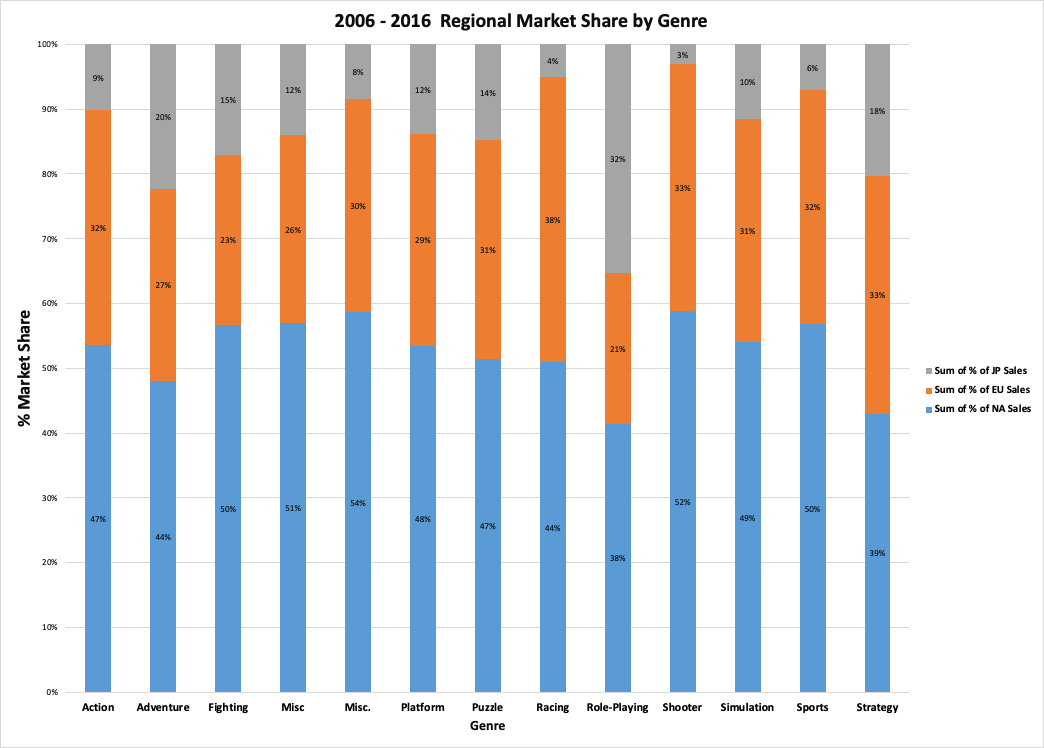 2006 - 2016  Regional Market Share by Genre
100%
90%
80%
70%
60%
50%
40%
30%
20%
10%
0%
% Market Share
9% 20% 15% 12% 8% 12% 14% 4% 32% 3% 10% 6% 18%
32% 27% 23% 26% 30% 29% 31% 38% 21% 33% 31% 32% 33%
47% 44% 50% 51% 54% 48% 47% 44% 38% 52% 49% 50% 39%
Action Adventure Fighting Misc Misc. Platform Puzzle Racing Role-Playing Shooter Simulation Sports Strategy
Genre
Sum of % of JP Sales
Sum of % of EU Sales
Sum of % of NA Sales